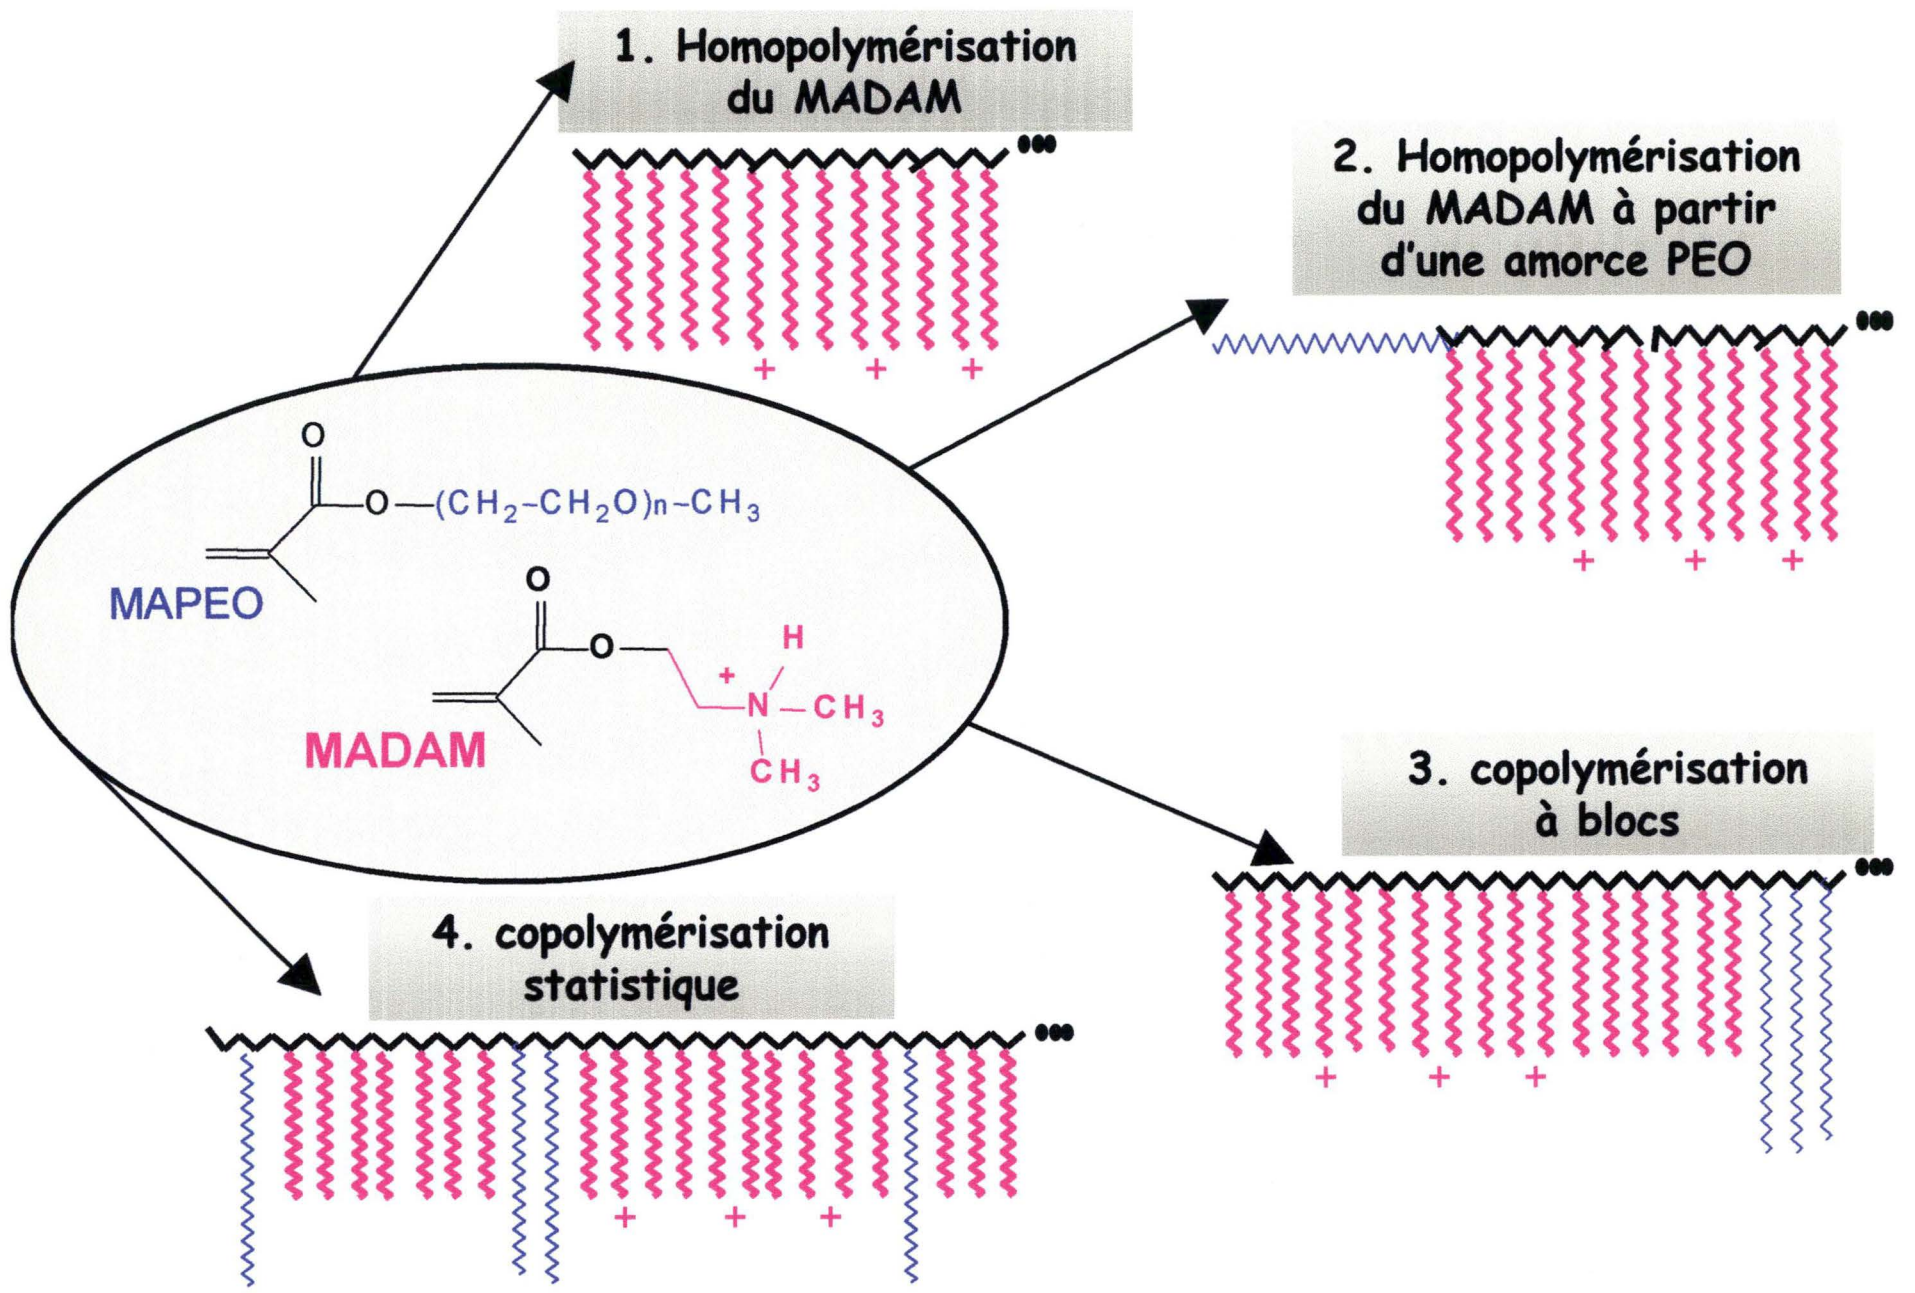 1. Homopolymérisation
du MADAM
2. Homopolymérisation
du MADAM à partir
d'une amorce PEO
+ + +
+ + +
O
O—(CH2-CH2O)n-CH3
MAPEO
O
O
H
+
N—CH3
CH3
MADAM
3. copolymérisation
à blocs
+ + +
4. copolymérisation
statistique
+ + +